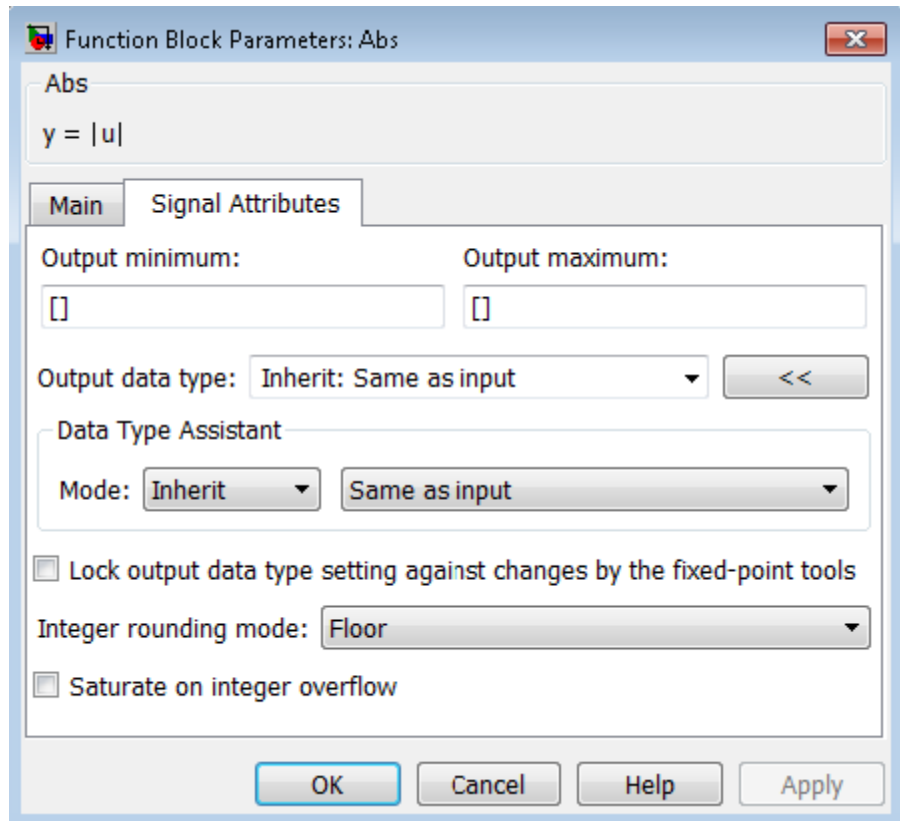 Function Block Parameters: Abs
Abs
y = |u|
Main Signal Attributes
Output minimum: Output maximum:
[] []
Output data type: Inherit: Same as input <<
Data Type Assistant
Mode: Inherit Same as input
Lock output data type setting against changes by the fixed-point tools
Integer rounding mode: Floor
Saturate on integer overflow
OK Cancel Help Apply